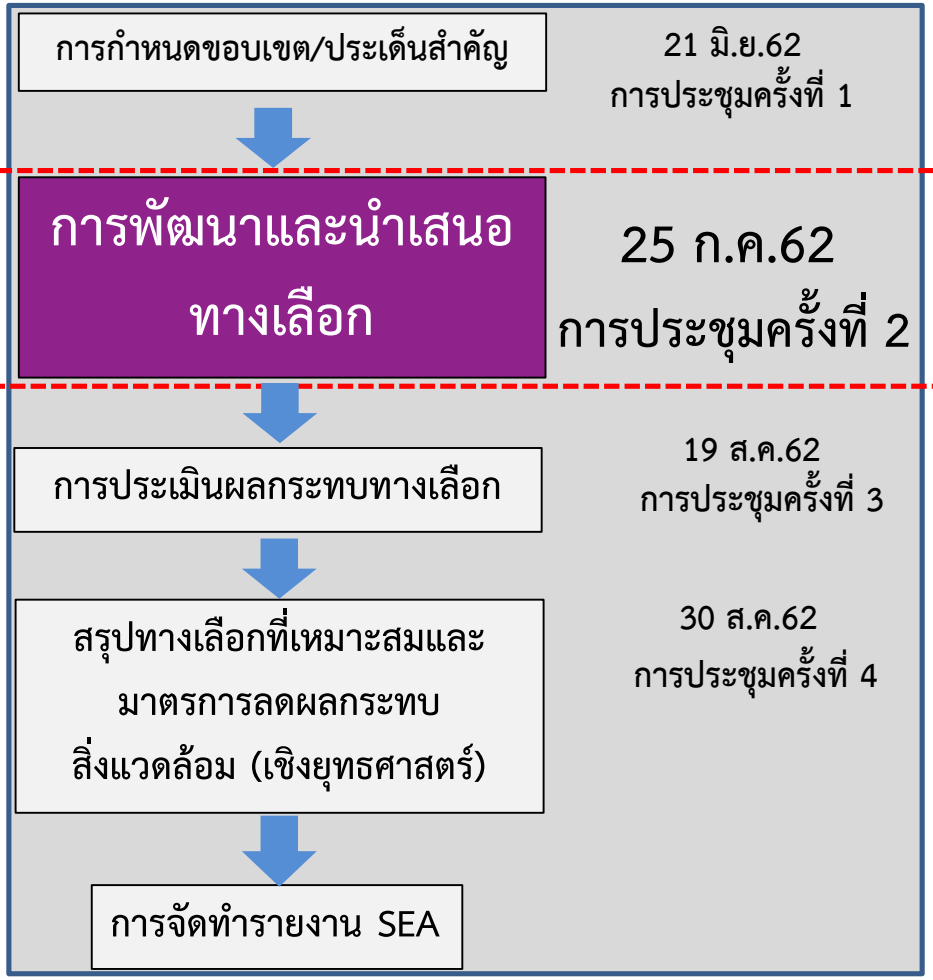 การกำหนดขอบเขต/ประเด็นสำคัญ
21 มิ.ย.62
การประชุมครั้งที่ 1
การพัฒนาและนำเสนอ
ทางเลือก
25 ก.ค.62
การประชุมครั้งที่ 2
การประเมินผลกระทบทางเลือก
19 ส.ค.62
การประชุมครั้งที่ 3
สรุปทางเลือกที่เหมาะสมและ
มาตรการลดผลกระทบ
สิ่งแวดล้อม (เชิงยุทธศาสตร์)
30 ส.ค.62
การประชุมครั้งที่ 4
การจัดทำรายงาน SEA